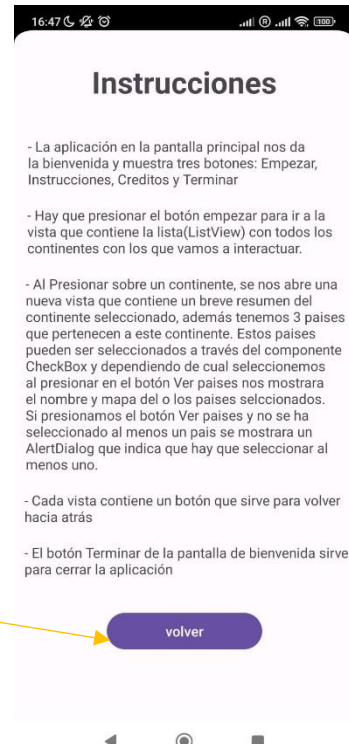 16:47
100
Instrucciones
- La aplicación en la pantalla principal nos da
la bienvenida y muestra tres botones: Empezar,
Instrucciones, Creditos y Terminar
- Hay que presionar el botón empezar para ir a la
vista que contiene la lista(ListView) con todos los
continentes con los que vamos a interactuar.
- Al Presionar sobre un continente, se nos abre una
nueva vista que contiene un breve resumen del
continente seleccionado, además tenemos 3 paises
que pertenecen a este continente. Estos paises
pueden ser seleccionados a través del componente
CheckBox y dependiendo de cual seleccionemos
al presionar en el botón Ver paises nos mostrara
el nombre y mapa del o los paises selccionados.
Si presionamos el botón Ver paises y no se ha
seleccionado al menos un pais se mostrara un
AlertDialog que indica que hay que seleccionar al
menos uno.
- Cada vista contiene un botón que sirve para volver
hacia atrás
- El botón Terminar de la pantalla de bienvenida sirve
para cerrar la aplicación
volver